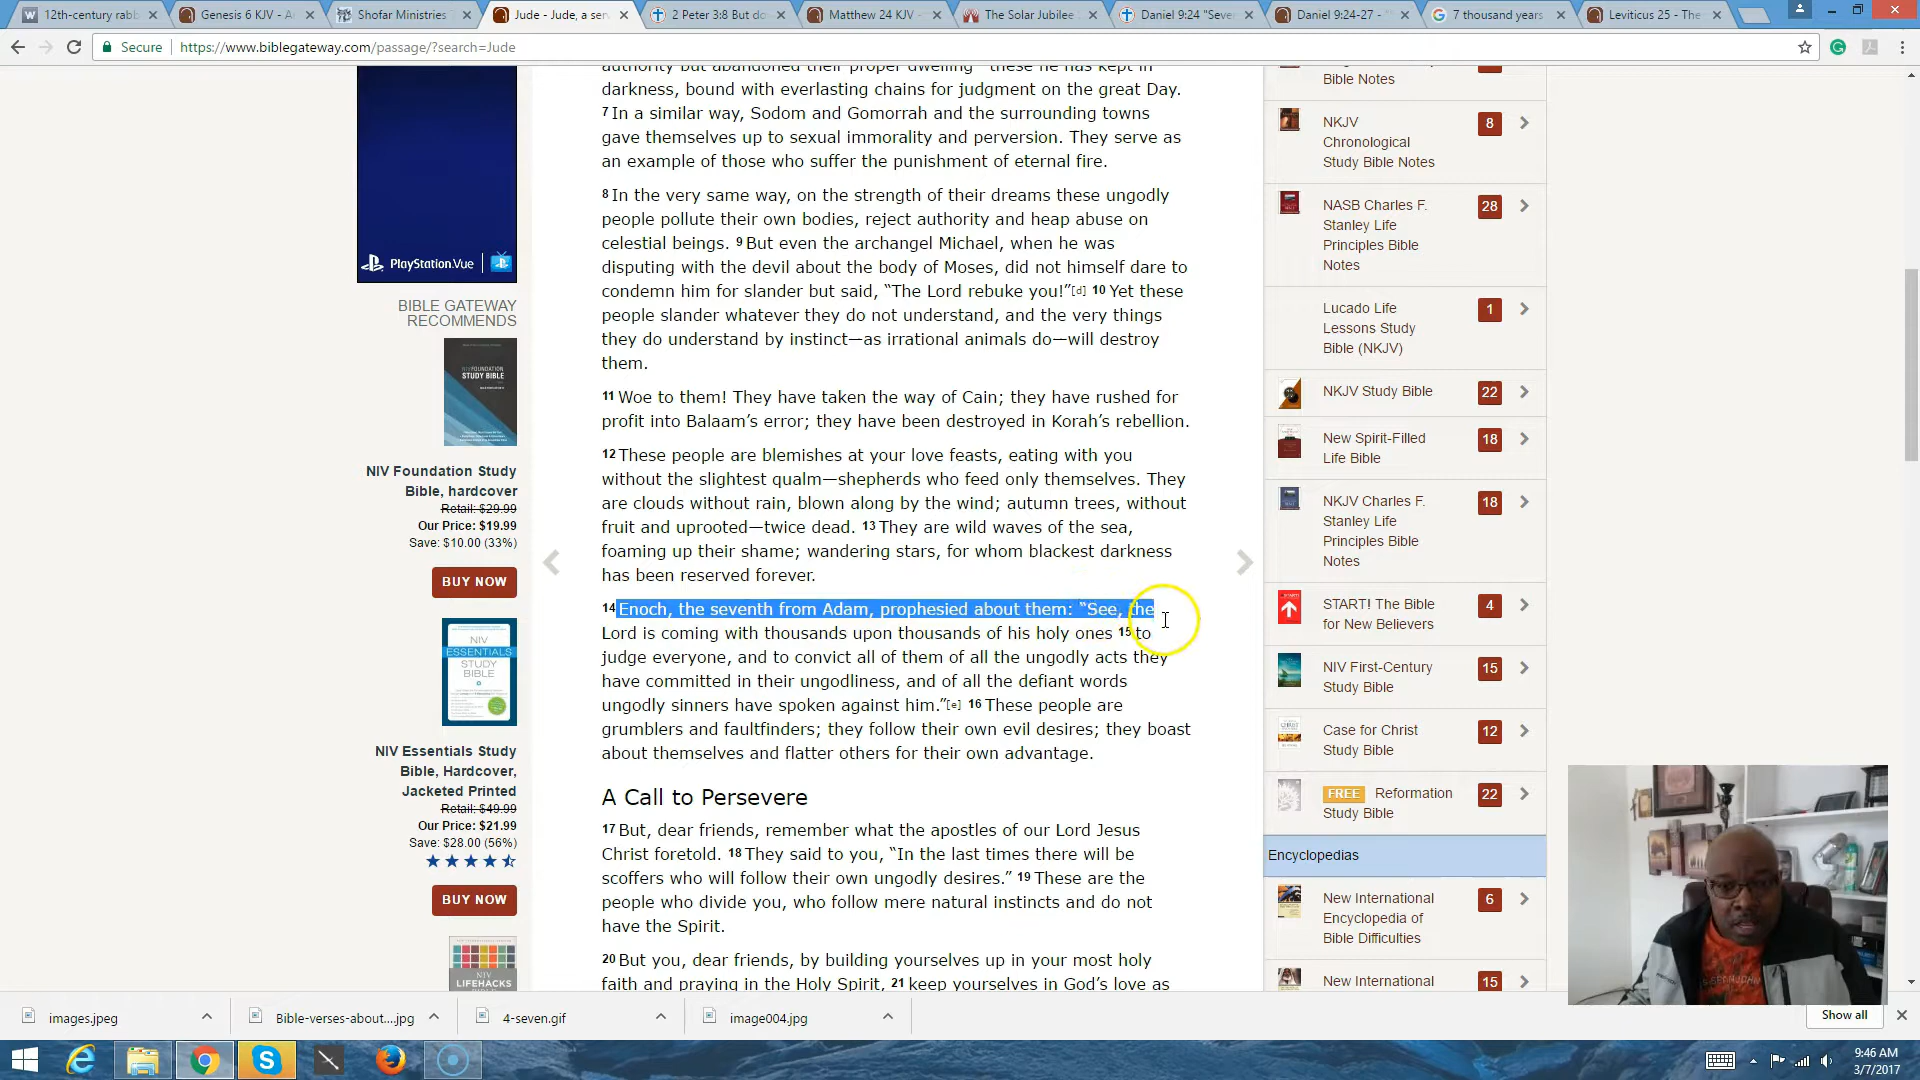 12th-century rabb
Genesis 6 KJV - A
Shofar Ministries
Jude - Jude, a ser
2 Peter 3:8 But do
Matthew 24 KJV -
The Solar Jubilee
Daniel 9:24 "Seve
Daniel 9:24-27 - "
7 thousand years
Leviticus 25 - The
Secure
https://www.biblegateway.com/passage/?search=Jude
PlayStation.Vue
BIBLE GATEWAY
RECOMMENDS
NIV FOUNDATION
STUDY BIBLE
NIV Foundation Study
Bible, hardcover
Retail: $29.99
Our Price: $19.99
Save: $10.00 (33%)
BUY NOW
NIV
ESSENTIALS
STUDY
BIBLE
NIV Essentials Study
Bible, Hardcover,
Jacketed Printed
Retail: $49.99
Our Price: $21.99
Save: $28.00 (56%)
BUY NOW
NIV
LIFEHACKS
authority but abandoned their proper dwelling—these he has kept in
darkness, bound with everlasting chains for judgment on the great Day.
7 In a similar way, Sodom and Gomorrah and the surrounding towns
gave themselves up to sexual immorality and perversion. They serve as
an example of those who suffer the punishment of eternal fire.
8 In the very same way, on the strength of their dreams these ungodly
people pollute their own bodies, reject authority and heap abuse on
celestial beings. 9 But even the archangel Michael, when he was
disputing with the devil about the body of Moses, did not himself dare to
condemn him for slander but said, “The Lord rebuke you!”[d] 10 Yet these
people slander whatever they do not understand, and the very things
they do understand by instinct—as irrational animals do—will destroy
them.
11 Woe to them! They have taken the way of Cain; they have rushed for
profit into Balaam’s error; they have been destroyed in Korah’s rebellion.
12 These people are blemishes at your love feasts, eating with you
without the slightest qualm—shepherds who feed only themselves. They
are clouds without rain, blown along by the wind; autumn trees, without
fruit and uprooted—twice dead. 13 They are wild waves of the sea,
foaming up their shame; wandering stars, for whom blackest darkness
has been reserved forever.
14 Enoch, the seventh from Adam, prophesied about them: “See, the
Lord is coming with thousands upon thousands of his holy ones 15 to
judge everyone, and to convict all of them of all the ungodly acts they
have committed in their ungodliness, and of all the defiant words
ungodly sinners have spoken against him.”[e] 16 These people are
grumblers and faultfinders; they follow their own evil desires; they boast
about themselves and flatter others for their own advantage.
A Call to Persevere
17 But, dear friends, remember what the apostles of our Lord Jesus
Christ foretold. 18 They said to you, “In the last times there will be
scoffers who will follow their own ungodly desires.” 19 These are the
people who divide you, who follow mere natural instincts and do not
have the Spirit.
20 But you, dear friends, by building yourselves up in your most holy
faith and praying in the Holy Spirit, 21 keep yourselves in God’s love as
Bible Notes
NKJV
Chronological
Study Bible Notes
8
NASB Charles F.
Stanley Life
Principles Bible
Notes
28
Lucado Life
Lessons Study
Bible (NKJV)
1
NKJV Study Bible
22
New Spirit-Filled
Life Bible
18
NKJV Charles F.
Stanley Life
Principles Bible
Notes
18
START! The Bible
for New Believers
4
NIV First-Century
Study Bible
15
Case for Christ
Study Bible
12
FREE Reformation
Study Bible
22
Encyclopedias
New International
Encyclopedia of
Bible Difficulties
6
New International
15
images.jpeg
Bible-verses-about....jpg
4-seven.gif
image004.jpg
Show all
9:46 AM
3/7/2017